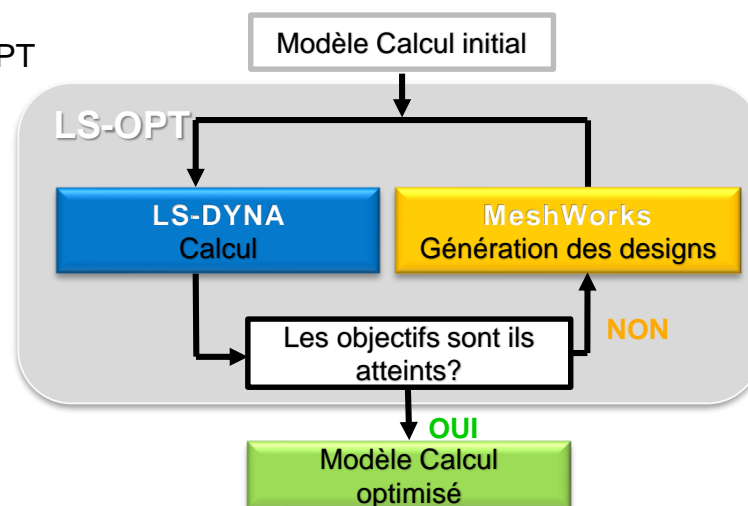 Modèle Calcul initial
PT
LS-OPT
LS-DYNA
Calcul
MeshWorks
Génération des designs
Les objectifs sont ils
atteints?
NON
OUI
Modèle Calcul
optimisé